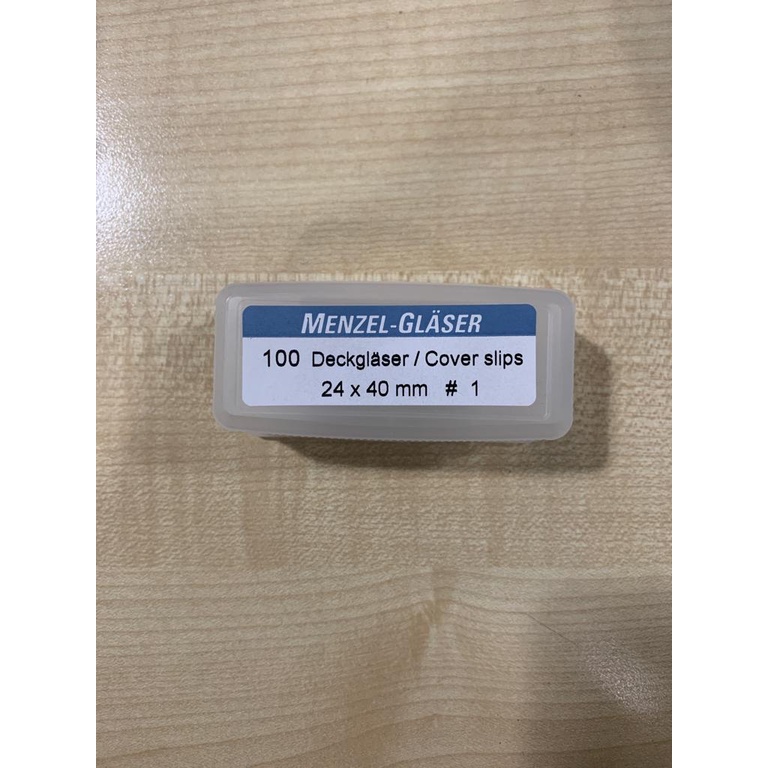 MENZEL-GLÄSER
100 Deckgläser / Cover slips
24 x 40 mm # 1